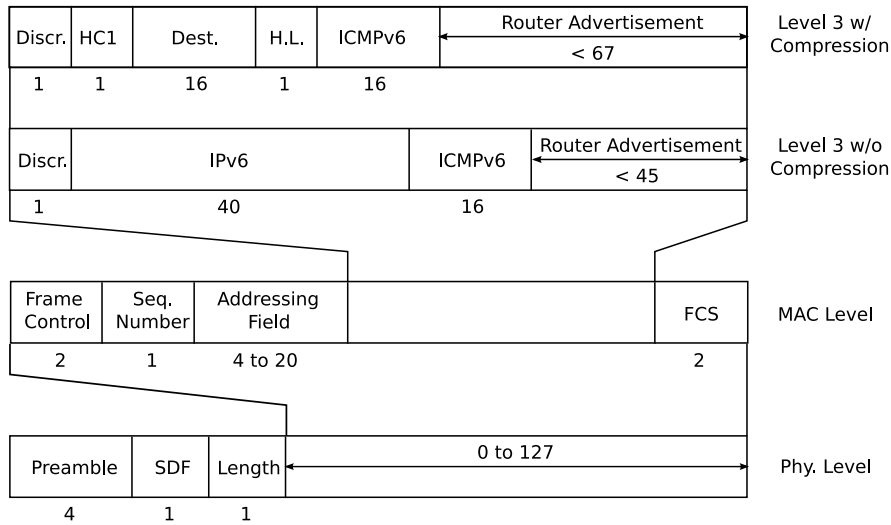 Discr. HC1 Dest. H.L. ICMPv6 Router Advertisement Level 3 w/
< 67 Compression
1 1 16 1 16
Discr. IPv6 ICMPv6 Router Advertisement Level 3 w/o
< 45 Compression
1 40 16
Frame Seq. Addressing
Control Number Field FCS MAC Level
2 1 4 to 20 2
Preamble SDF Length 0 to 127 Phy. Level
4 1 1